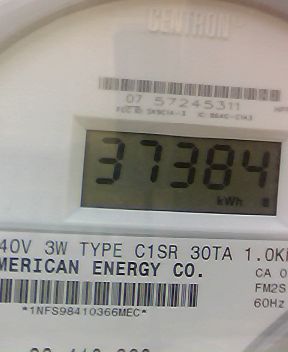 CENTRON
07 57245311
37384
kWh
40V 3W TYPE C1SR 30TA 1.0K
MERICAN ENERGY CO.
CA 0
FM2S
60Hz
*1NFS98410366MEC*